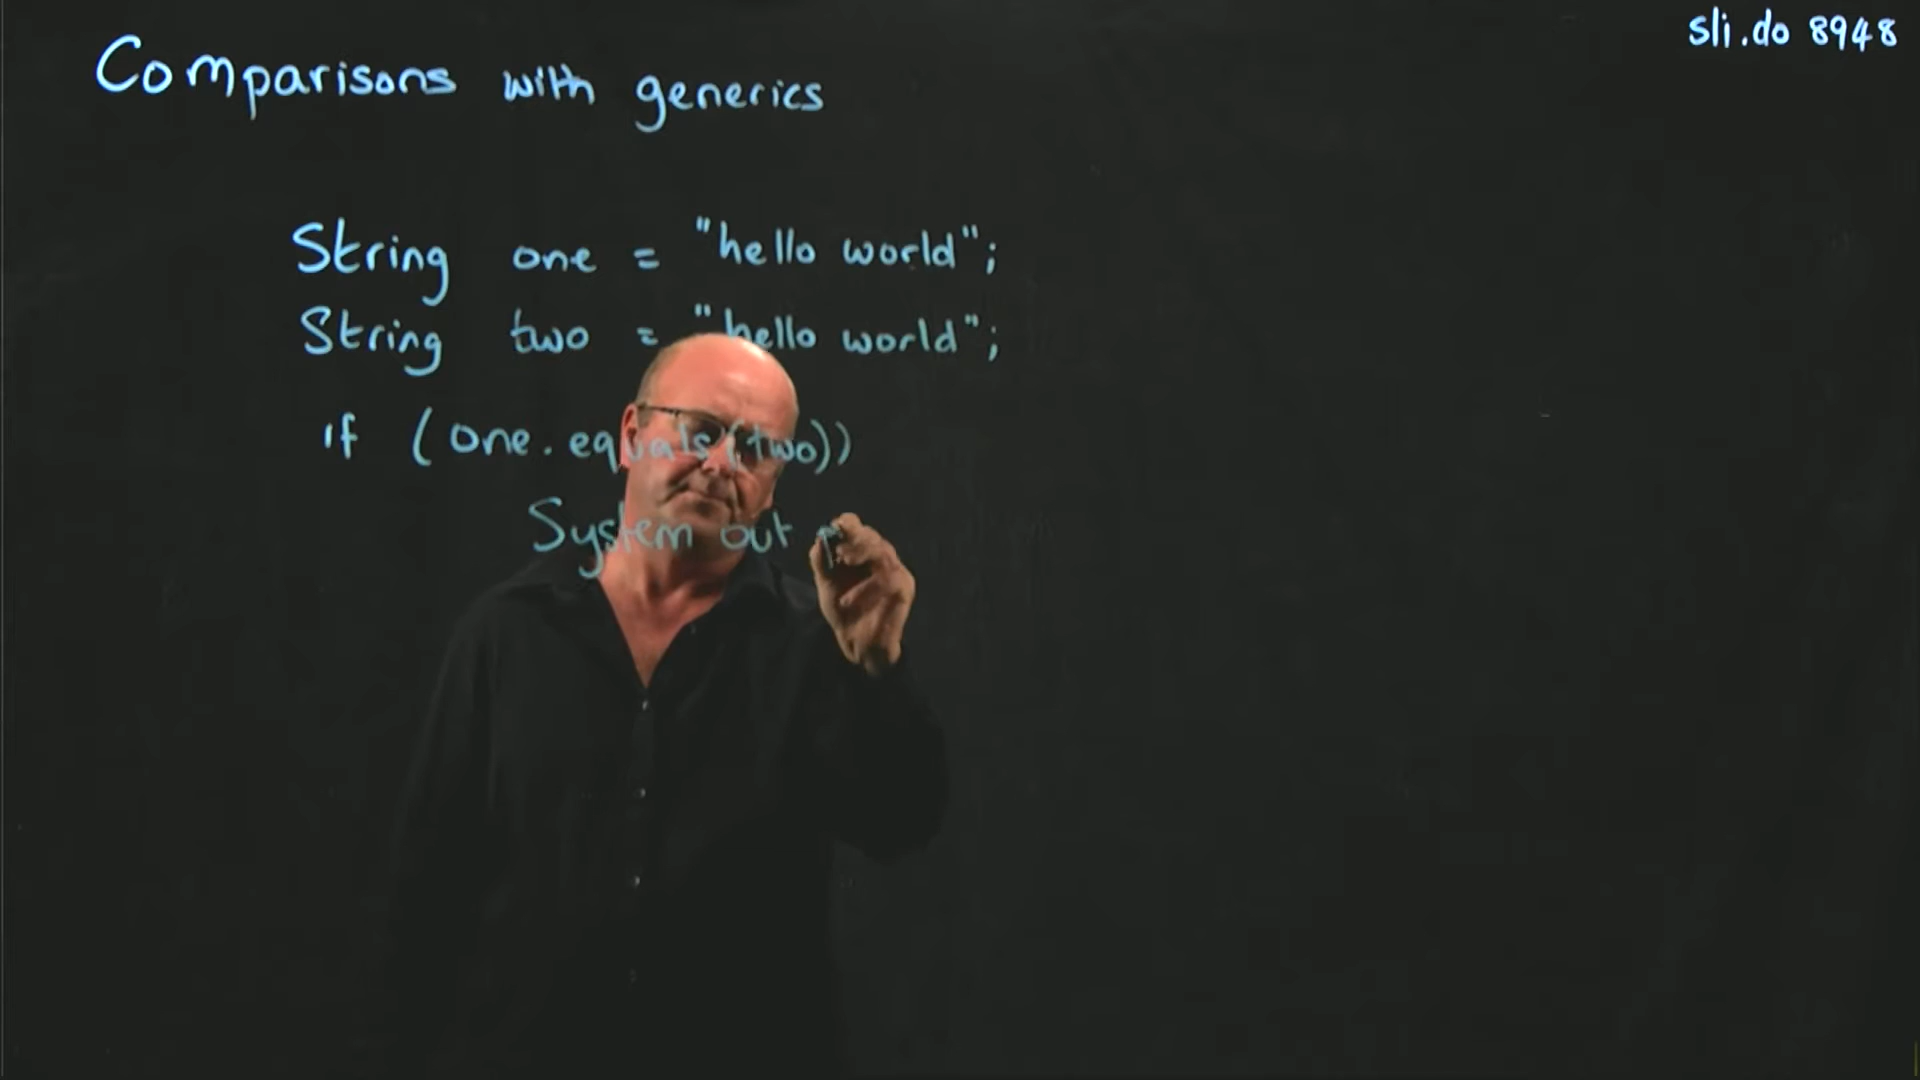 sli.do 8948
Comparisons with generics
String one = "hello world";
String two = "hello world";
if (one.equals(two))
System out